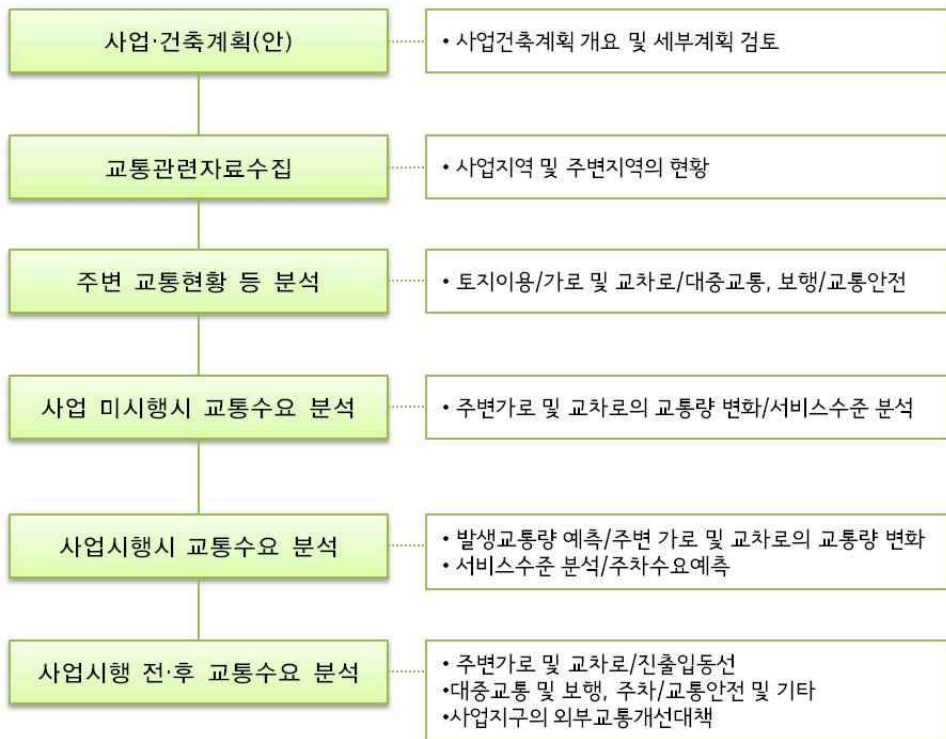 사업·건축계획(안)
• 사업건축계획 개요 및 세부계획 검토
교통관련자료수집
• 사업지역 및 주변지역의 현황
주변 교통현황 등 분석
• 토지이용/가로 및 교차로/대중교통, 보행/교통안전
사업 미시행시 교통수요 분석
• 주변가로 및 교차로의 교통량 변화/서비스수준 분석
사업시행시 교통수요 분석
• 발생교통량 예측/주변 가로 및 교차로의 교통량 변화
• 서비스수준 분석/주차수요예측
사업시행 전·후 교통수요 분석
• 주변가로 및 교차로/진출입동선
•대중교통 및 보행, 주차/교통안전 및 기타
•사업지구의 외부교통개선대책